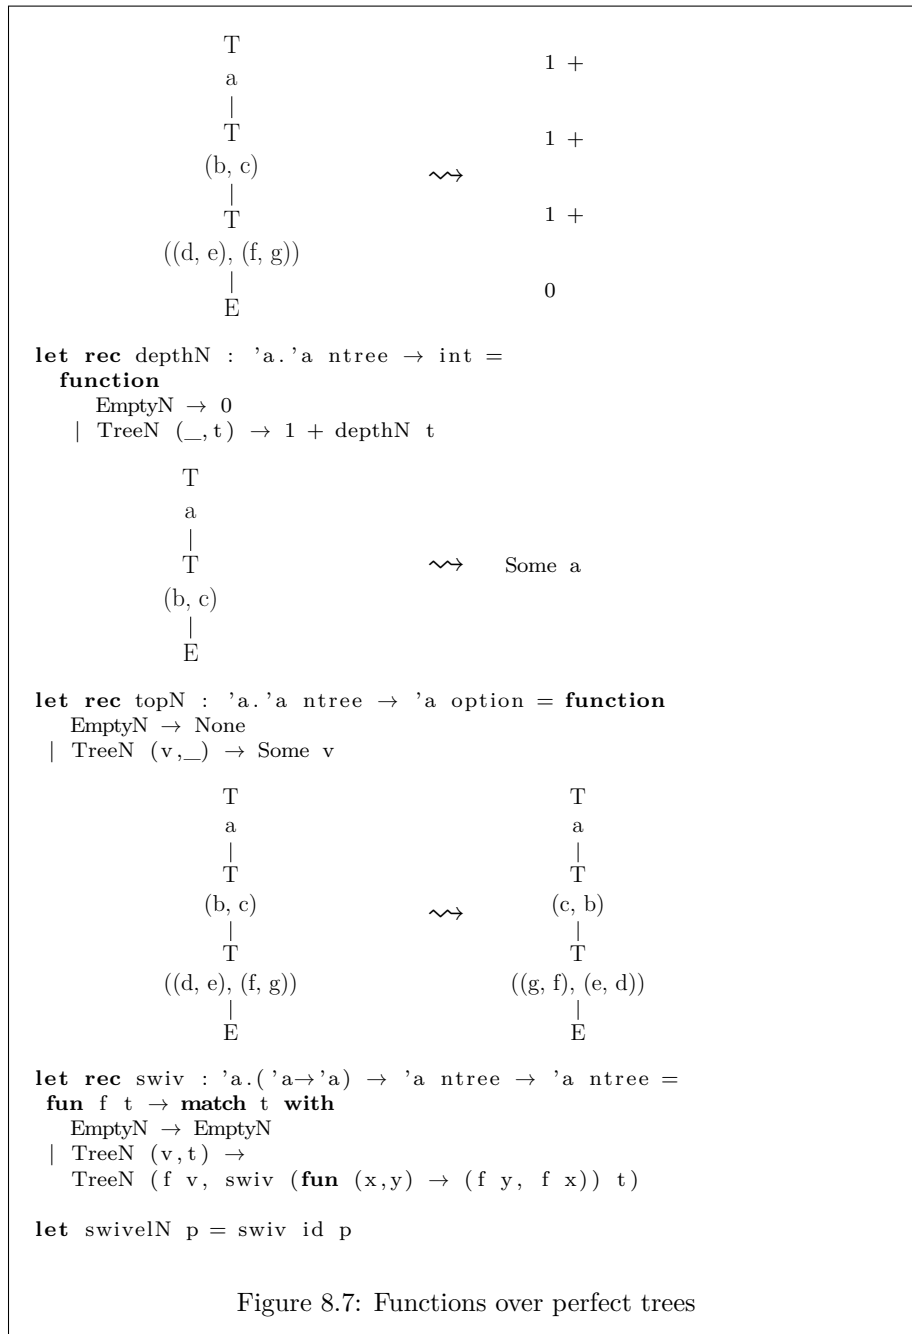 T
a
|
T
(b, c)
|
T
((d, e), (f, g))
|
E
⇝
1 +
1 +
1 +
0
let rec depthN : 'a.'a ntree → int =
function
EmptyN → 0
| TreeN (_,t) → 1 + depthN t
T
a
|
T
(b, c)
|
E
⇝ Some a
let rec topN : 'a.'a ntree → 'a option = function
EmptyN → None
| TreeN (v,_) → Some v
T
a
|
T
(b, c)
|
T
((d, e), (f, g))
|
E
⇝
T
a
|
T
(c, b)
|
T
((g, f), (e, d))
|
E
let rec swiv : 'a.('a→'a) → 'a ntree → 'a ntree =
fun f t → match t with
EmptyN → EmptyN
| TreeN (v,t) →
TreeN (f v, swiv (fun (x,y) → (f y, f x)) t)
let swivelN p = swiv id p
Figure 8.7: Functions over perfect trees